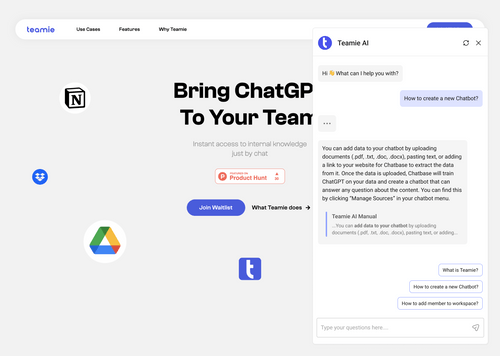 teamie
Use Cases
Features
Why Teamie
Bring ChatGP
To Your Team
Instant access to internal knowledge
just by chat
Product Hunt
Join Waitlist
What Teamie does →
Teamie AI
Hi 👋 What can I help you with?
How to create a new Chatbot?
...
You can add data to your chatbot by uploading
documents (.pdf, .txt, .doc, .docx), pasting text, or adding
a link to your website for Chatbase to extract the data
from it. Once the data is uploaded, Chatbase will train
ChatGPT on your data and create a chatbot that can
answer any question about the content. You can find this
by clicking "Manage Sources" in your chatbot menu.
Teamie AI Manual
...You can add data to your chatbot by uploading
documents (.pdf, .txt, .doc, .docx), pasting text, or adding...
What is Teamie?
How to create a new Chatbot?
How to add member to workspace?
Type your questions here...